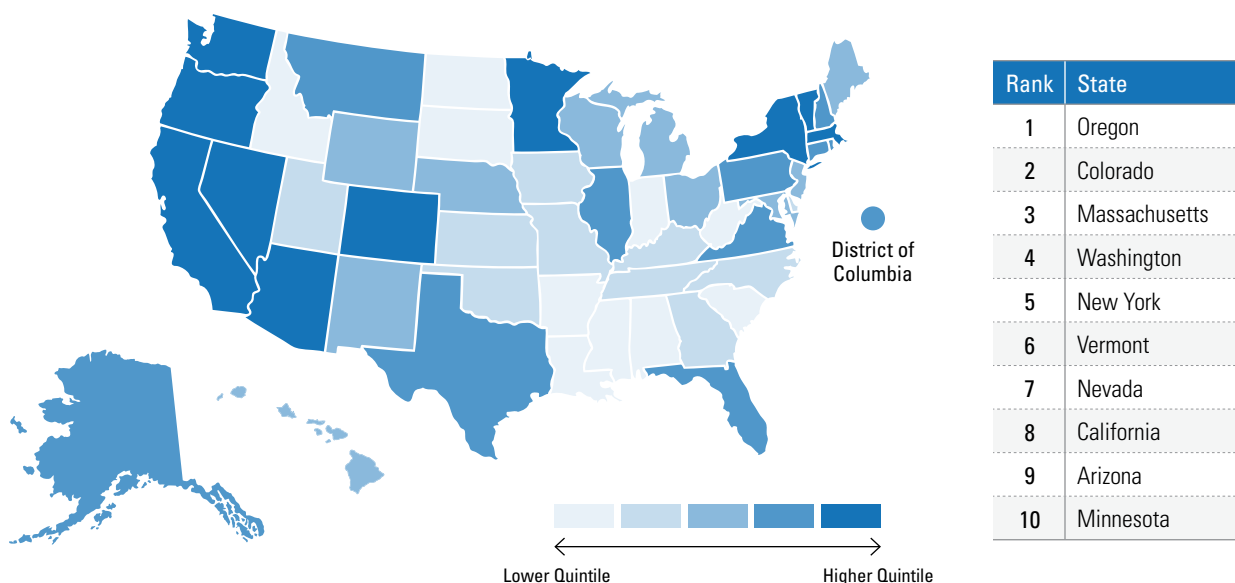 District of
Columbia
Lower Quintile
Higher Quintile
Rank State
1 Oregon
2 Colorado
3 Massachusetts
4 Washington
5 New York
6 Vermont
7 Nevada
8 California
9 Arizona
10 Minnesota